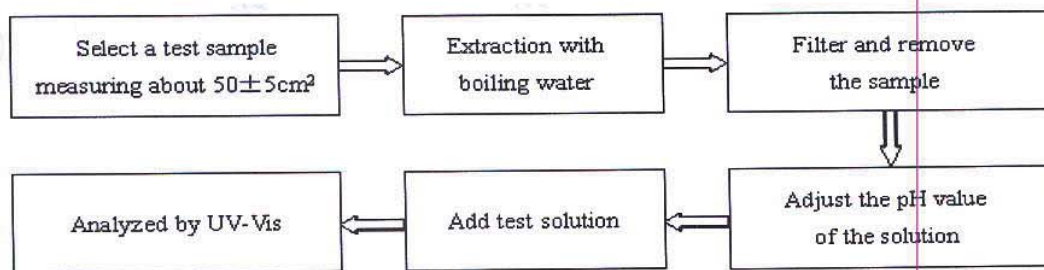 Select a test sample
measuring about 50±5cm²
Extraction with
boiling water
Filter and remove
the sample
Adjust the pH value
of the solution
Add test solution
Analyzed by UV-Vis